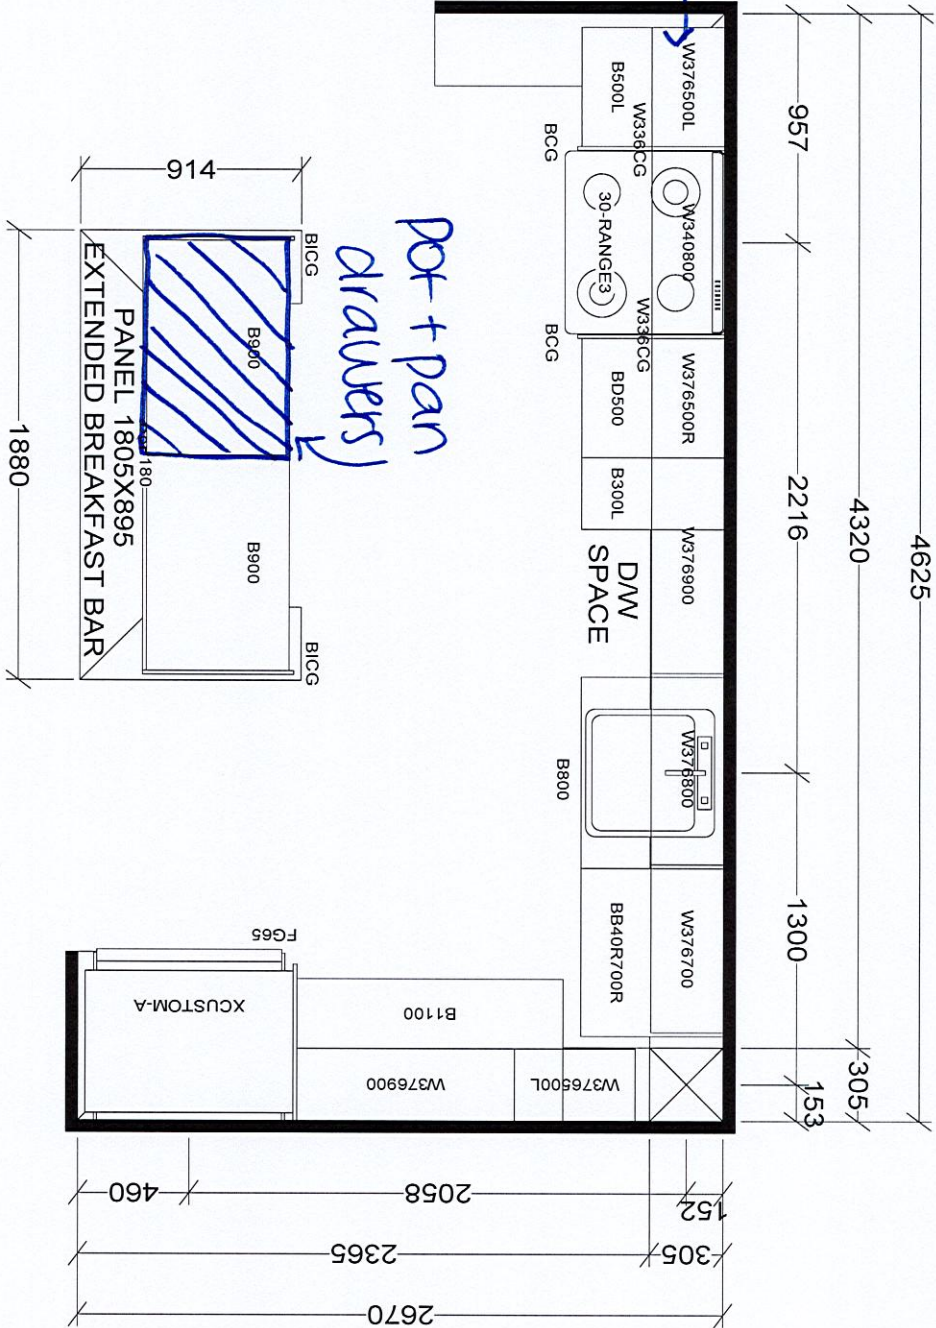 4625
4320
305
957
2216
1300
153
W376500L
W340800
W376500R
W376900
W376800
W376700
W336CG
W336CG
B500L
30-RANGE3
BD500
B300L
D/W
SPACE
BB40R700R
BCG
BCG
B800
pot + pan
drawers
BICG
BICG
B900
B900
180
PANEL 1805X895
EXTENDED BREAKFAST BAR
914
1880
FG65
XCUSTOM-A
B1100
W376900
W376500L
460
2058
152
2365
305
2670